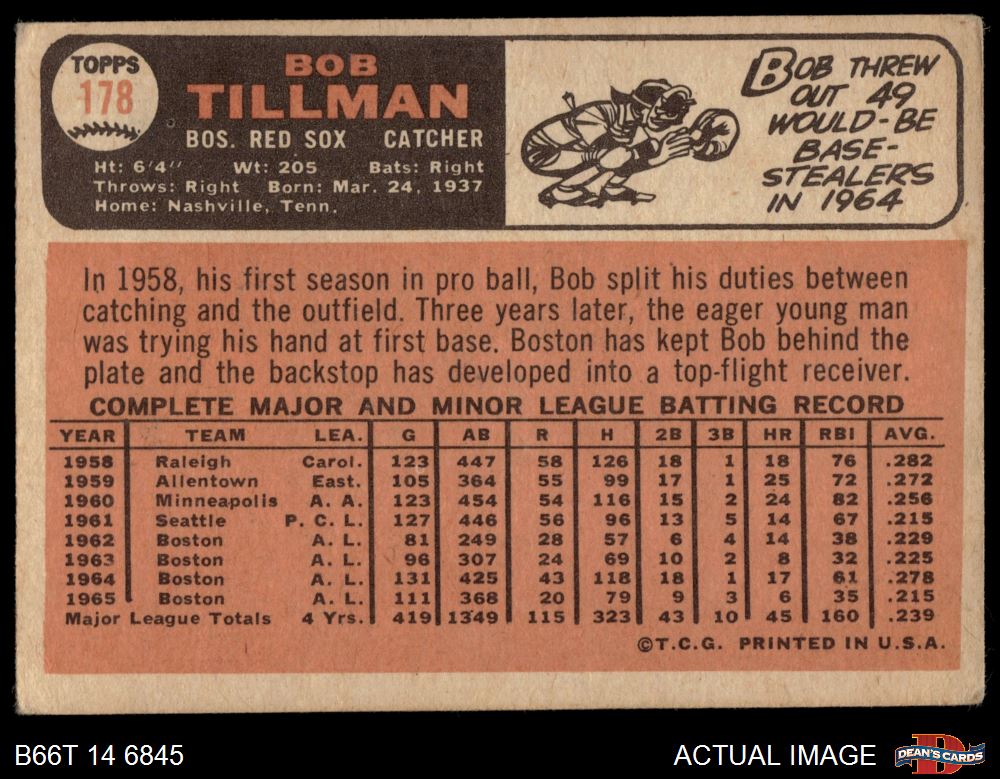 TOPPS
178
BOB
TILLMAN
BOS. RED SOX CATCHER
Ht: 6'4" Wt: 205 Bats: Right
Throws: Right Born: Mar. 24, 1937
Home: Nashville, Tenn.
BOB THREW
OUT 49
WOULD-BE
BASE-
STEALERS
IN 1964
In 1958, his first season in pro ball, Bob split his duties between
catching and the outfield. Three years later, the eager young man
was trying his hand at first base. Boston has kept Bob behind the
plate and the backstop has developed into a top-flight receiver.
COMPLETE MAJOR AND MINOR LEAGUE BATTING RECORD
YEAR TEAM LEA. G AB R H 2B 3B HR RBI AVG.
1958 Raleigh Carol. 123 447 58 126 18 1 18 76 .282
1959 Allentown East. 105 364 55 99 17 1 25 72 .272
1960 Minneapolis A. A. 123 454 54 116 15 2 24 82 .256
1961 Seattle P. C. L. 127 446 56 96 13 5 14 67 .215
1962 Boston A. L. 81 249 28 57 6 4 14 38 .229
1963 Boston A. L. 96 307 24 69 10 2 8 32 .225
1964 Boston A. L. 131 425 43 118 18 1 17 61 .278
1965 Boston A. L. 111 368 20 79 9 3 6 35 .215
Major League Totals 4 Yrs. 419 1349 115 323 43 10 45 160 .239
©T.C.G. PRINTED IN U.S.A.
B66T 14 6845 ACTUAL IMAGE DEAN'S CARDS